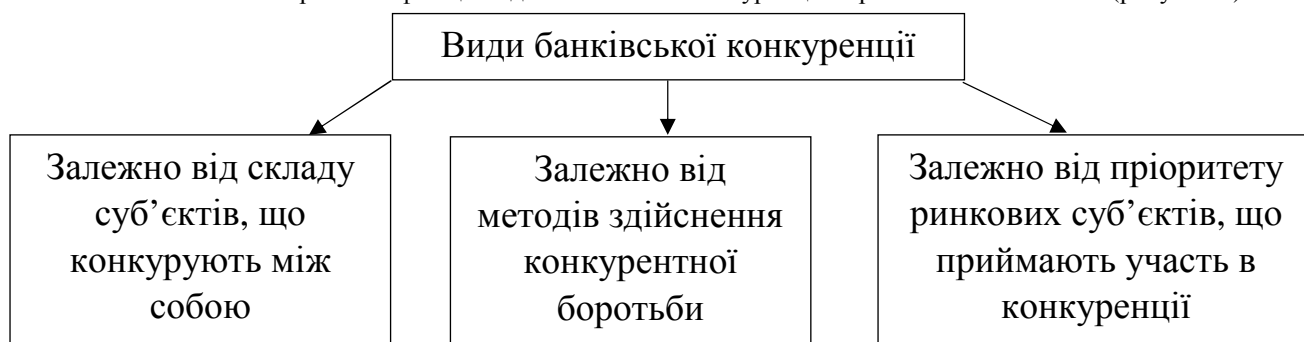 Види банківської конкуренції
Залежно від складу
суб’єктів, що
конкурують між
собою
Залежно від
методів здійснення
конкурентної
боротьби
Залежно від пріоритету
ринкових суб’єктів, що
приймають участь в
конкуренції